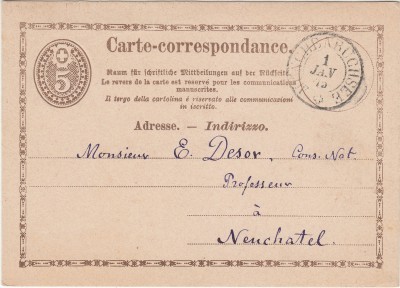 Carte-correspondance.
5
1
JAN
Raum für schriftliche Mittheilungen auf der Rückseite.
Le revers de la carte est reservé pour les communications
manuscrites.
Il tergo della cartolina è riservato alle communicazioni
in iscritto.
Adresse. — Indirizzo.
Monsieur E. Desor, Cons. Nat.
Professeur
à
Neuchatel.